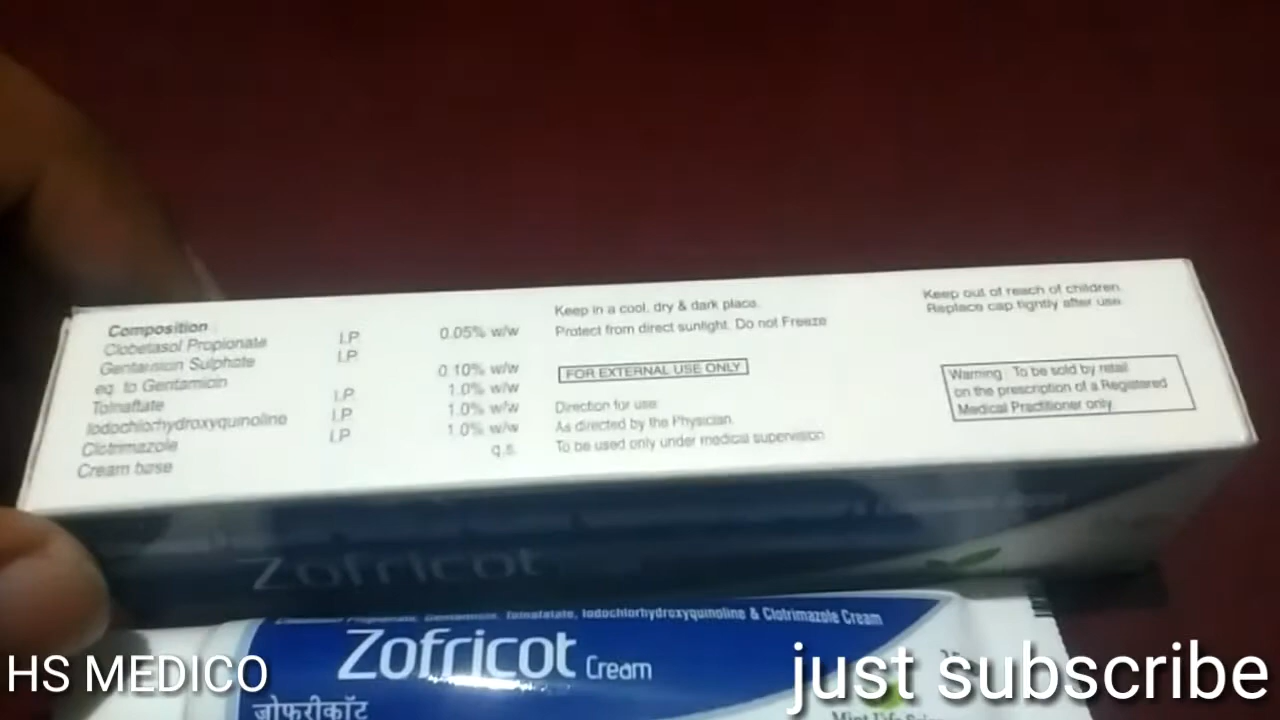 Composition
Clobetasol Propionate I.P 0.05% w/w
Gentamicin Sulphate I.P
eq. to Gentamicin 0.10% w/w
Tolnaftate I.P. 1.0% w/w
Iodochlorhydroxyquinoline I.P. 1.0% w/w
Clotrimazole I.P 1.0% w/w
Cream base q.s.
Keep in a cool, dry & dark place.
Protect from direct sunlight. Do not Freeze
FOR EXTERNAL USE ONLY
Direction for use:
As directed by the Physician.
To be used only under medical supervision
Keep out of reach of children.
Replace cap tightly after use
Warning : To be sold by retail
on the prescription of a Registered
Medical Practitioner only
Zofricot
Iodochlorhydroxyquinoline & Clotrimazole Cream
Zofricot Cream
जोफरीकॉट
HS MEDICO
just subscribe